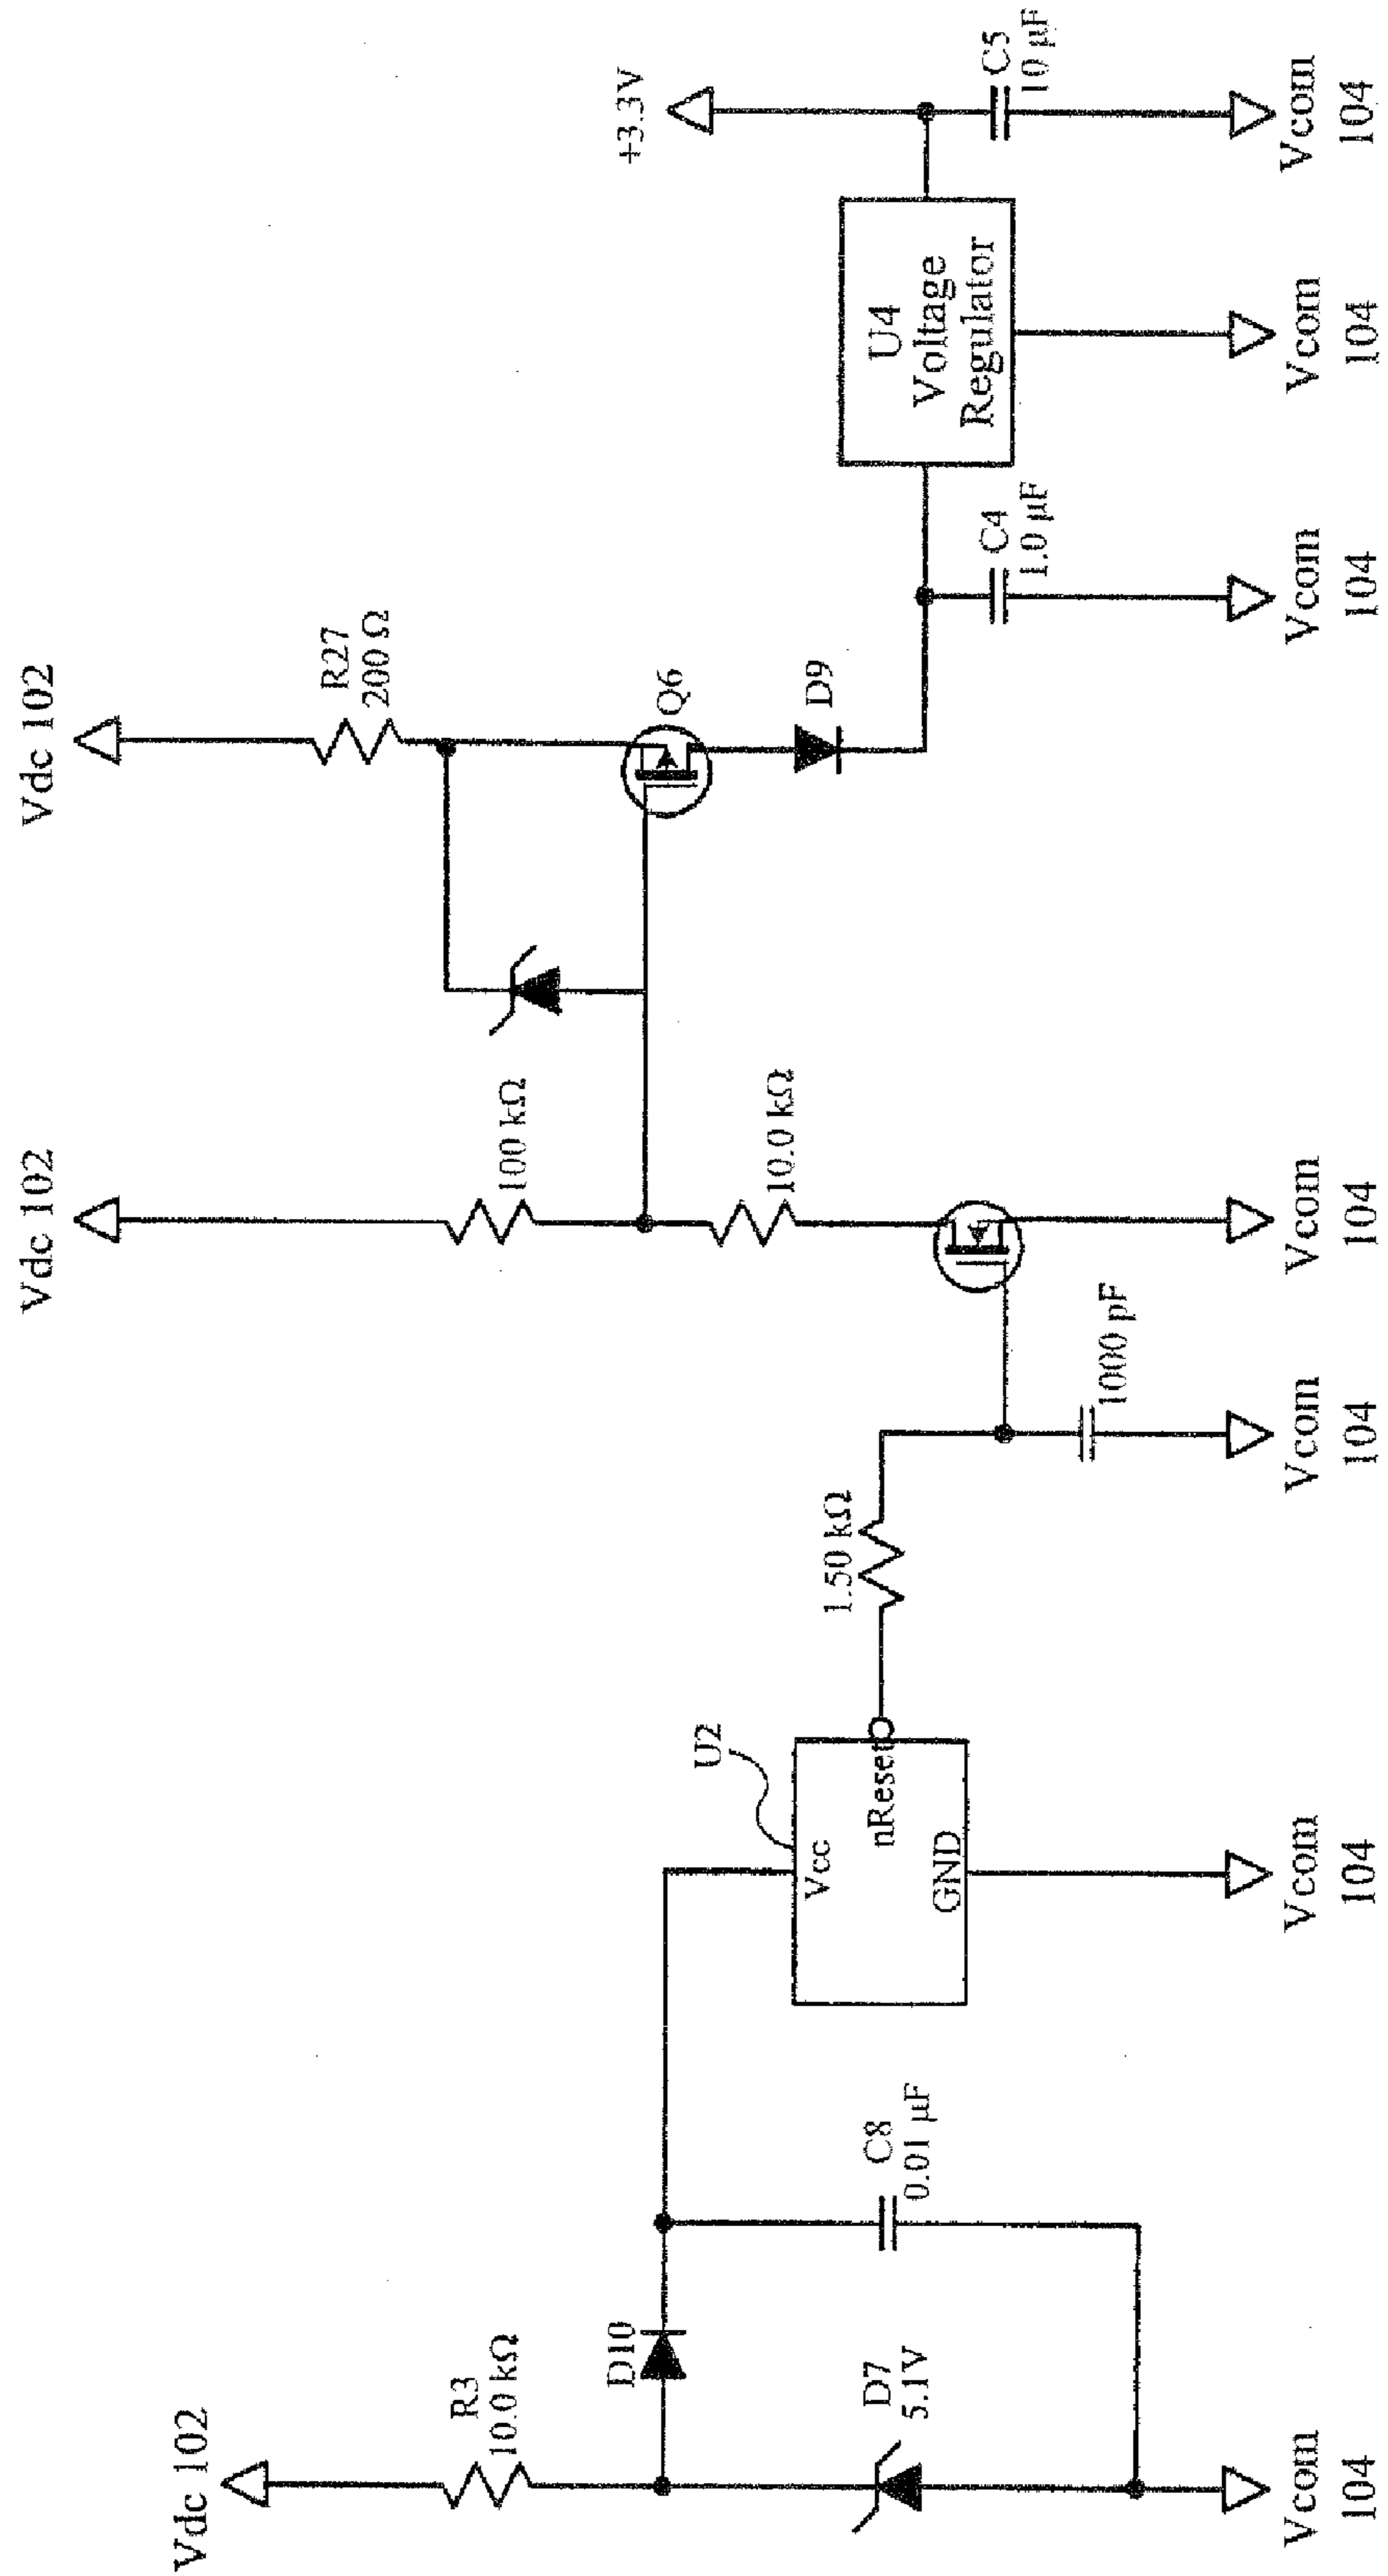 Vdc 102
R3
10.0 kΩ
D10
D7
5.1V
C8
0.01 µF
Vcom
104
U2
Vcc
nReset
GND
Vcom
104
1.50 kΩ
1000 pF
Vcom
104
Vdc 102
100 kΩ
10.0 kΩ
Vcom
104
Vdc 102
R27
200 Ω
Q6
D9
C4
1.0 µF
Vcom
104
U4
Voltage
Regulator
Vcom
104
+3.3V
C5
10 µF
Vcom
104